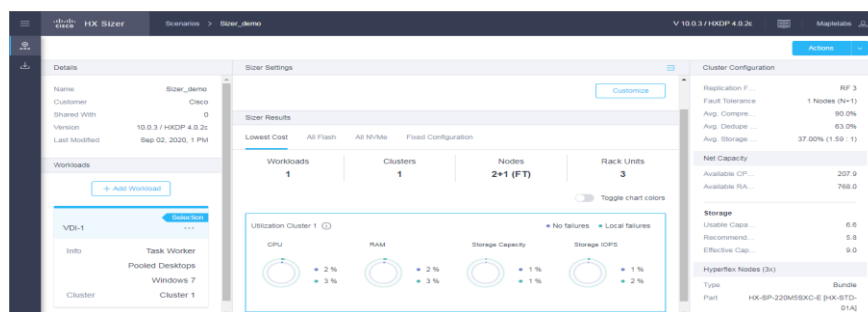 cisco HX Sizer Scenarios > Sizer_demo V 10.0.3 / HXDP 4.0.2c Maplelabs
Actions
Details
Name Sizer_demo
Customer Cisco
Shared With 0
Version 10.0.3 / HXDP 4.0.2c
Last Modified Sep 02, 2020, 1 PM
Workloads
+ Add Workload
Selection
VDI-1 ...
Info Task Worker
Pooled Desktops
Windows 7
Cluster Cluster 1
Sizer Settings
Customize
Sizer Results
Lowest Cost All Flash All NVMe Fixed Configuration
Workloads Clusters Nodes Rack Units
1 1 2+1 (FT) 3
Toggle chart colors
Utilization Cluster 1 No failures Local failures
CPU RAM Storage Capacity Storage IOPS
2 % 2 % 1 % 1 %
3 % 3 % 1 % 2 %
Cluster Configuration
Replication F... RF 3
Fault Tolerance 1 Nodes (N+1)
Avg. Compre... 90.0%
Avg. Dedupe ... 63.0%
Avg. Storage ... 37.00% (1.59 : 1)
Net Capacity
Available CP... 207.9
Available RA... 768.0
Storage
Usable Capa... 6.6
Recommend... 5.8
Effective Cap... 9.0
Hyperflex Nodes (3x)
Type Bundle
Part HX-SP-220M5SXC-E [HX-STD-
01A]